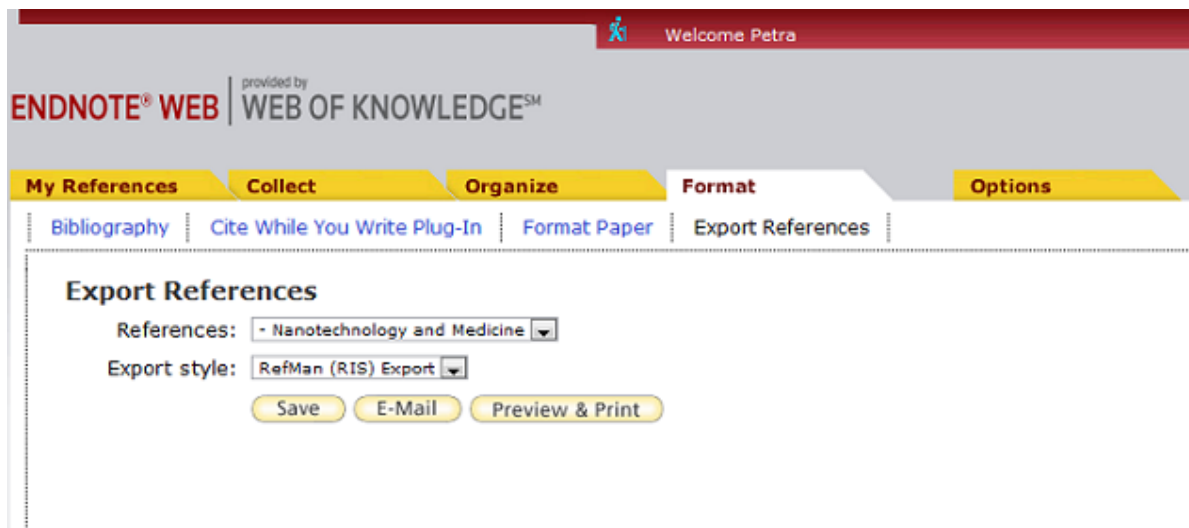 Welcome Petra
ENDNOTE® WEB provided by WEB OF KNOWLEDGE℠
My References Collect Organize Format Options
Bibliography Cite While You Write Plug-In Format Paper Export References
Export References
References: - Nanotechnology and Medicine
Export style: RefMan (RIS) Export
Save E-Mail Preview & Print